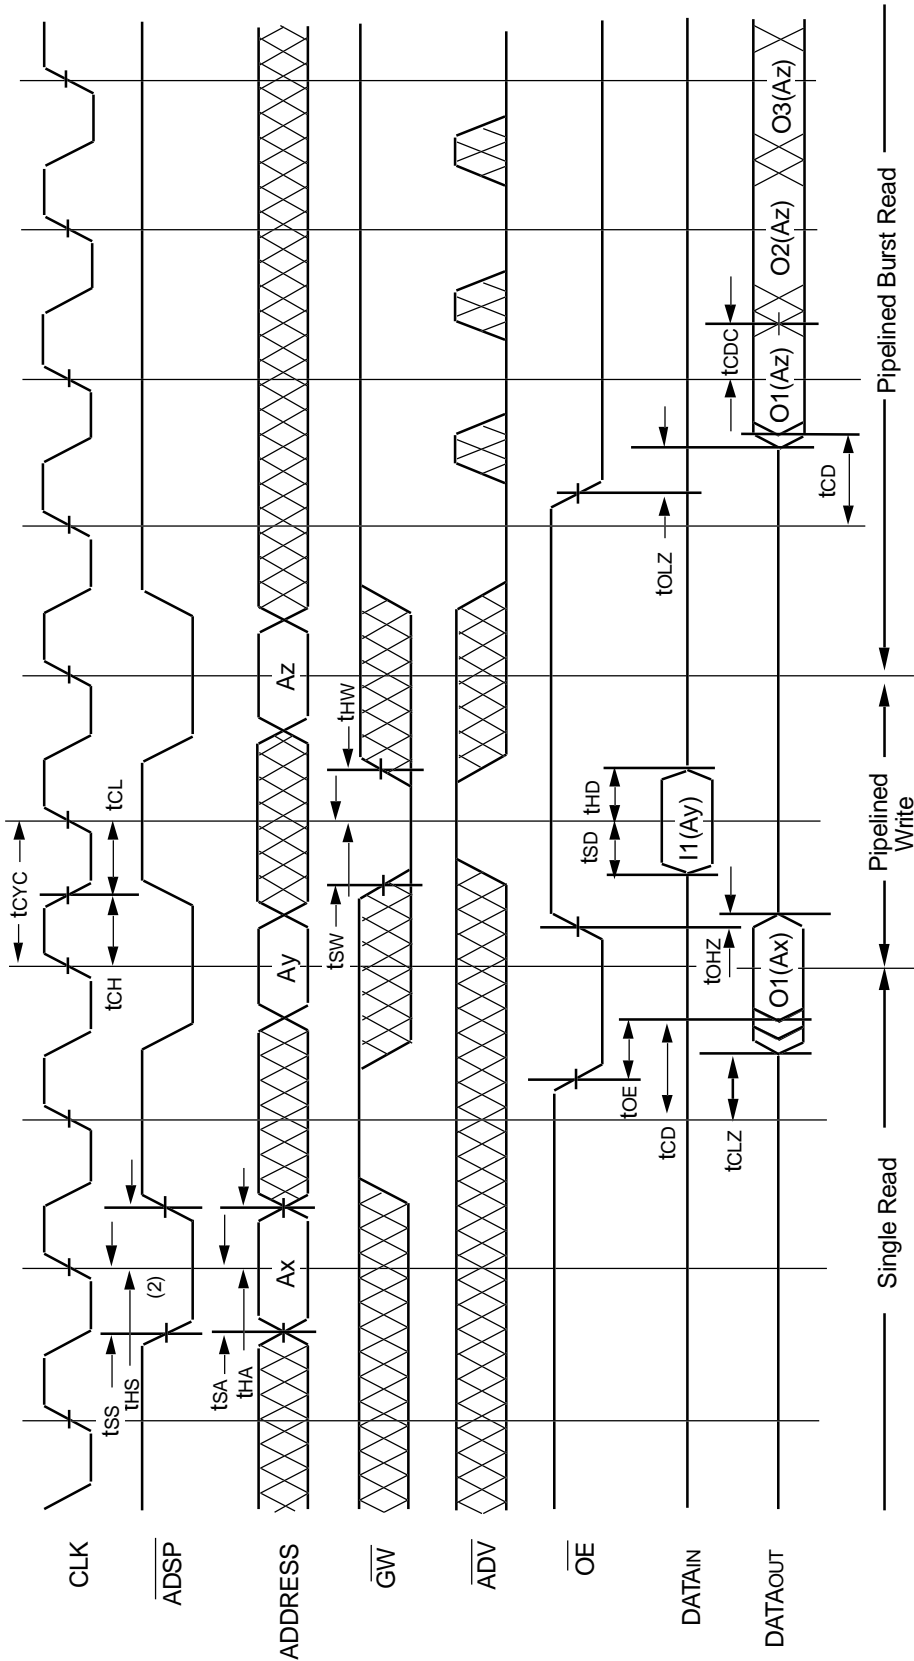 CLK
tCYC
tCH
tCL
ADSP
tSS
tHS
(2)
ADDRESS
tSA
tHA
Ax
Ay
Az
GW
tSW
tHW
ADV
OE
tOE
tOLZ
DATAIN
tCD
tOHZ
tSD
tHD
I1(Ay)
DATAOUT
tCLZ
O1(Ax)
tCD
tCDC
O1(Az)
O2(Az)
O3(Az)
Single Read
Pipelined
Write
Pipelined Burst Read